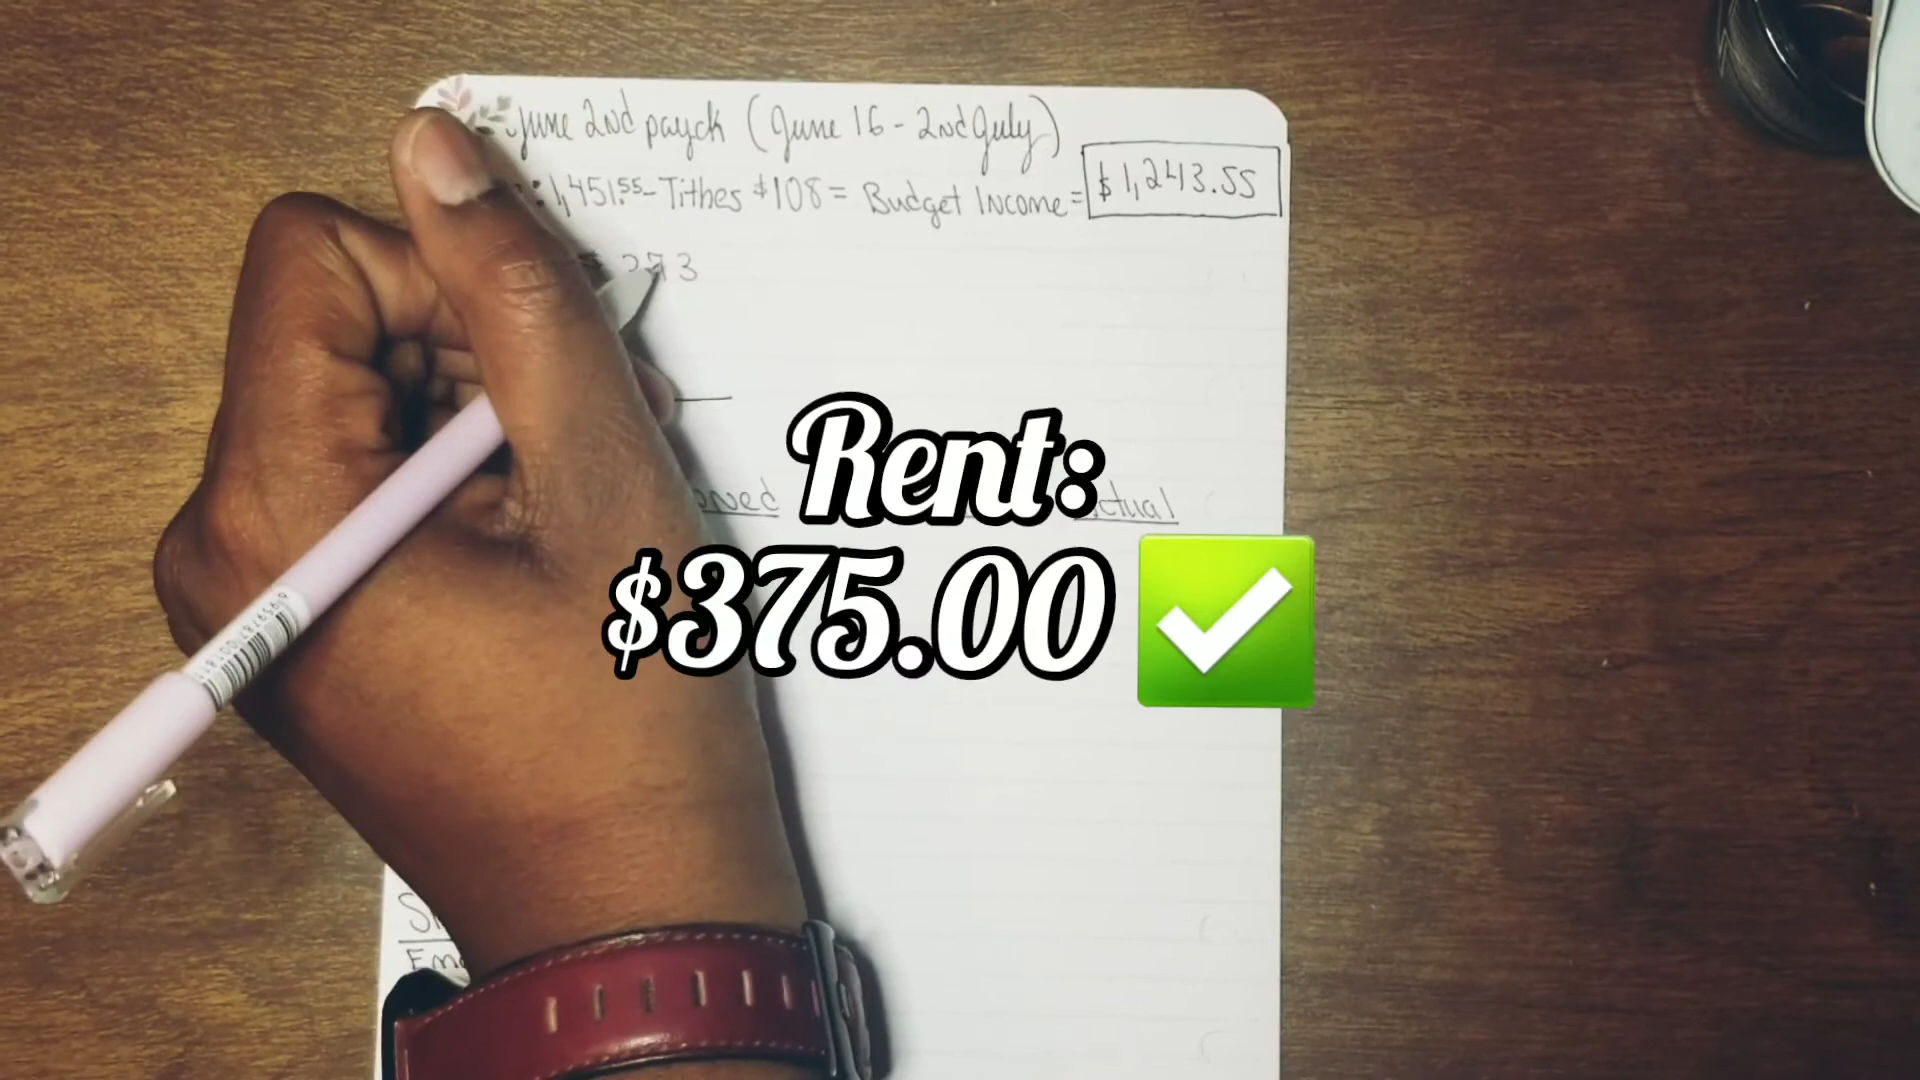 June 2nd payck (June 16 - 2nd July)
1,451.55 - Tithes $108 = Budget Income = $1,243.55
Rent:
$375.00